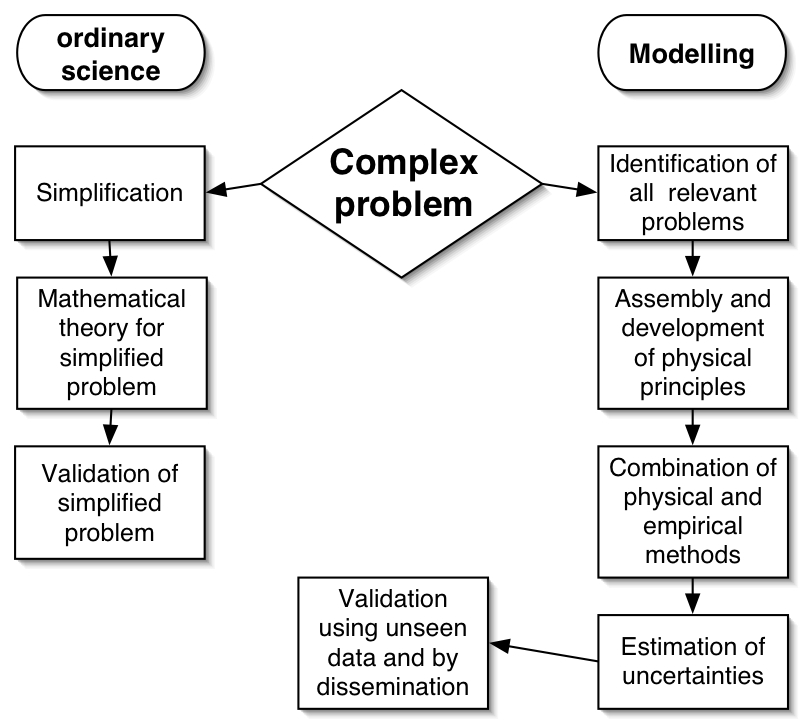 ordinary
science
Modelling
Complex
problem
Simplification
Mathematical
theory for
simplified
problem
Validation of
simplified
problem
Identification of
all relevant
problems
Assembly and
development
of physical
principles
Combination of
physical and
empirical
methods
Estimation of
uncertainties
Validation
using unseen
data and by
dissemination